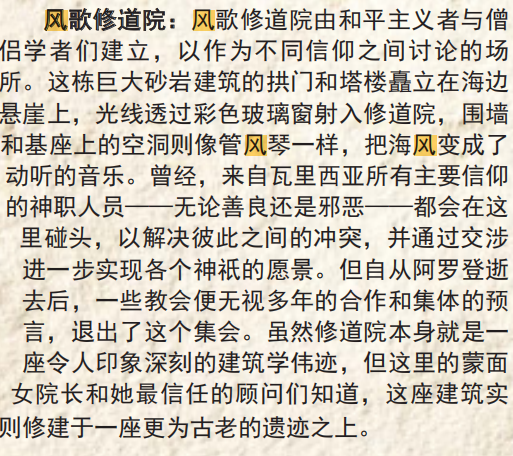 风歌修道院：风歌修道院由和平主义者与僧
侣学者们建立，以作为不同信仰之间讨论的场
所。这栋巨大砂岩建筑的拱门和塔楼矗立在海边
悬崖上，光线透过彩色玻璃窗射入修道院，围墙
和基座上的空洞则像管风琴一样，把海风变成了
动听的音乐。曾经，来自瓦里西亚所有主要信仰
的神职人员——无论善良还是邪恶——都会在这
里碰头，以解决彼此之间的冲突，并通过交涉
进一步实现各个神祇的愿景。但自从阿罗登逝
去后，一些教会便无视多年的合作和集体的预
言，退出了这个集会。虽然修道院本身就是一
座令人印象深刻的建筑学伟迹，但这里的蒙面
女院长和她最信任的顾问们知道，这座建筑实
则修建于一座更为古老的遗迹之上。